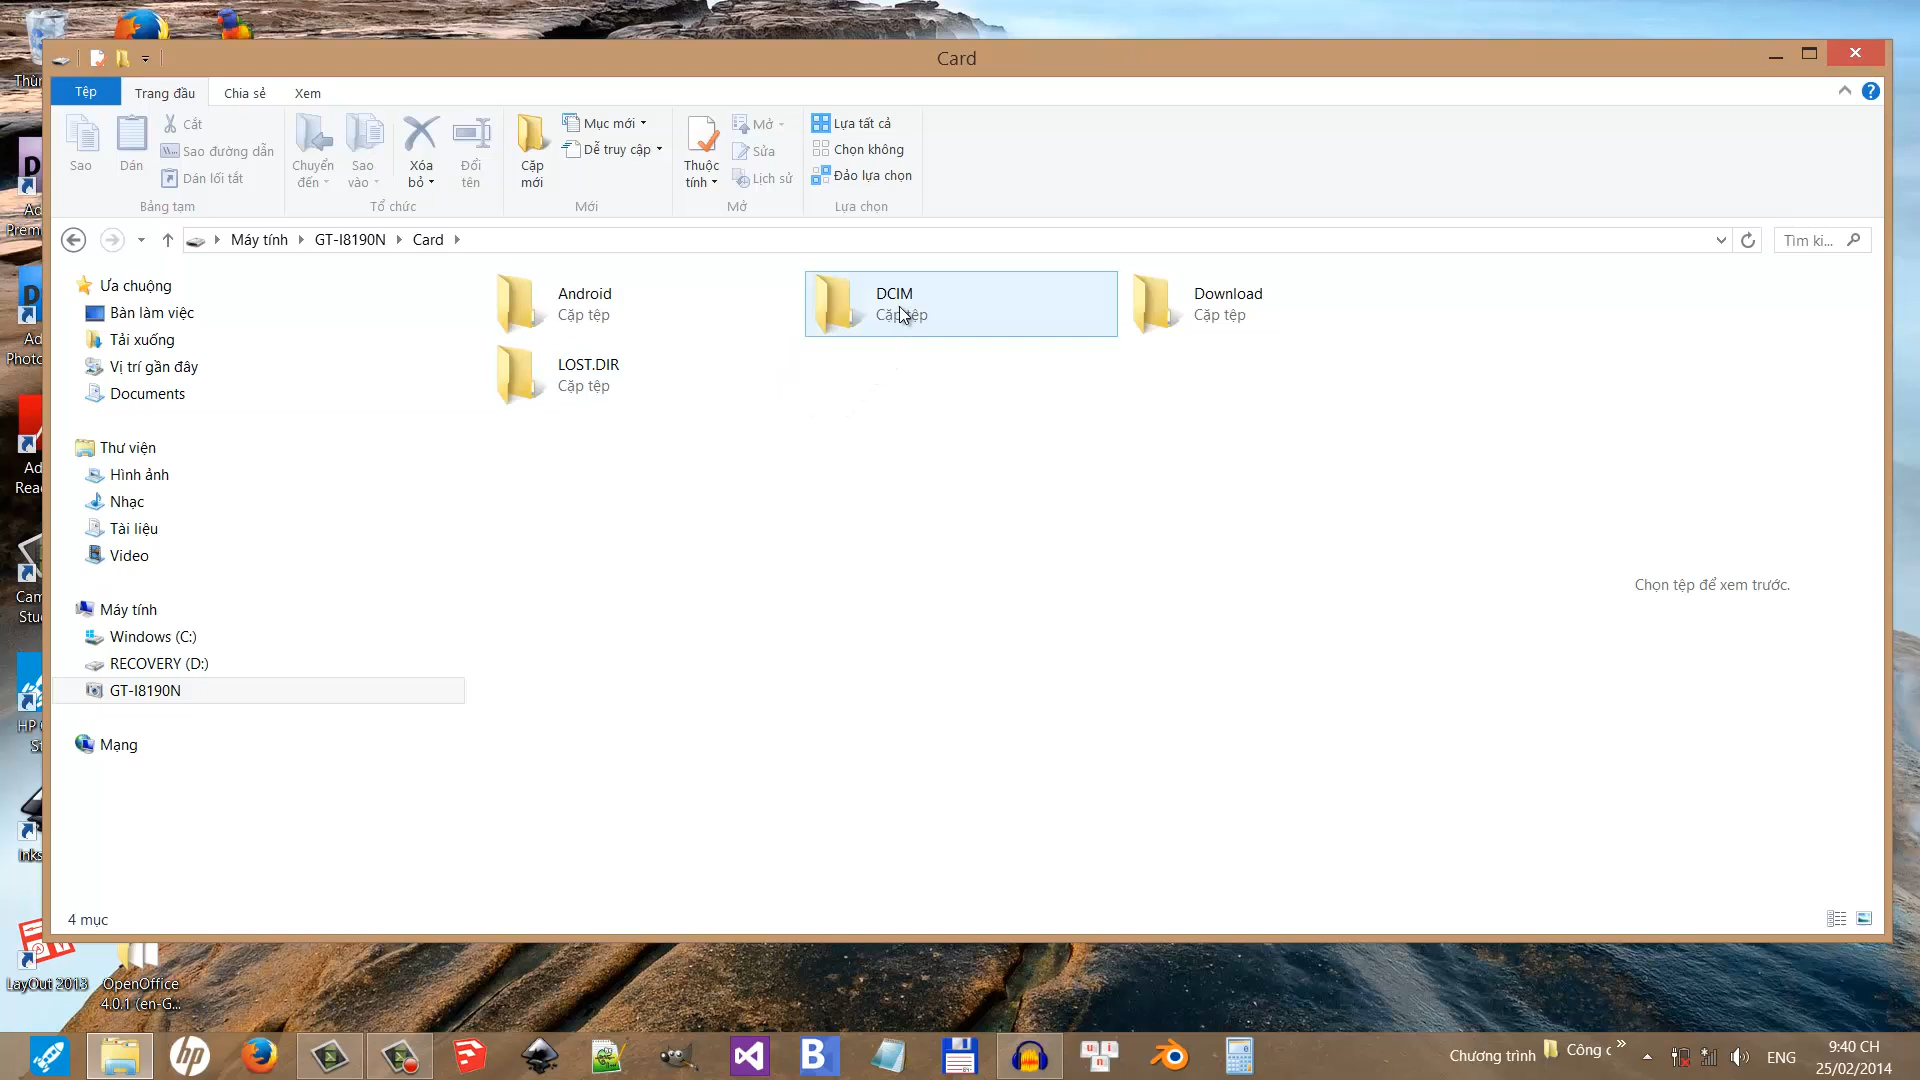 Card
Tệp
Trang đầu
Chia sẻ
Xem
Sao
Dán
Cắt
Sao đường dẫn
Dán lối tắt
Bảng tạm
Chuyển đến
Sao vào
Xóa bỏ
Đổi tên
Tổ chức
Cặp mới
Mục mới
Dễ truy cập
Mới
Thuộc tính
Mở
Sửa
Lịch sử
Mở
Lựa tất cả
Chọn không
Đảo lựa chọn
Lựa chọn
Máy tính
GT-I8190N
Card
Tìm ki...
Ưa chuộng
Bàn làm việc
Tải xuống
Vị trí gần đây
Documents
Thư viện
Hình ảnh
Nhạc
Tài liệu
Video
Máy tính
Windows (C:)
RECOVERY (D:)
GT-I8190N
Mạng
Android
Cặp tệp
DCIM
Cặp tệp
Download
Cặp tệp
LOST.DIR
Cặp tệp
Chọn tệp để xem trước.
4 mục
LayOut 2013
OpenOffice
4.0.1 (en-G...
Chương trình
Công c
ENG
9:40 CH
25/02/2014